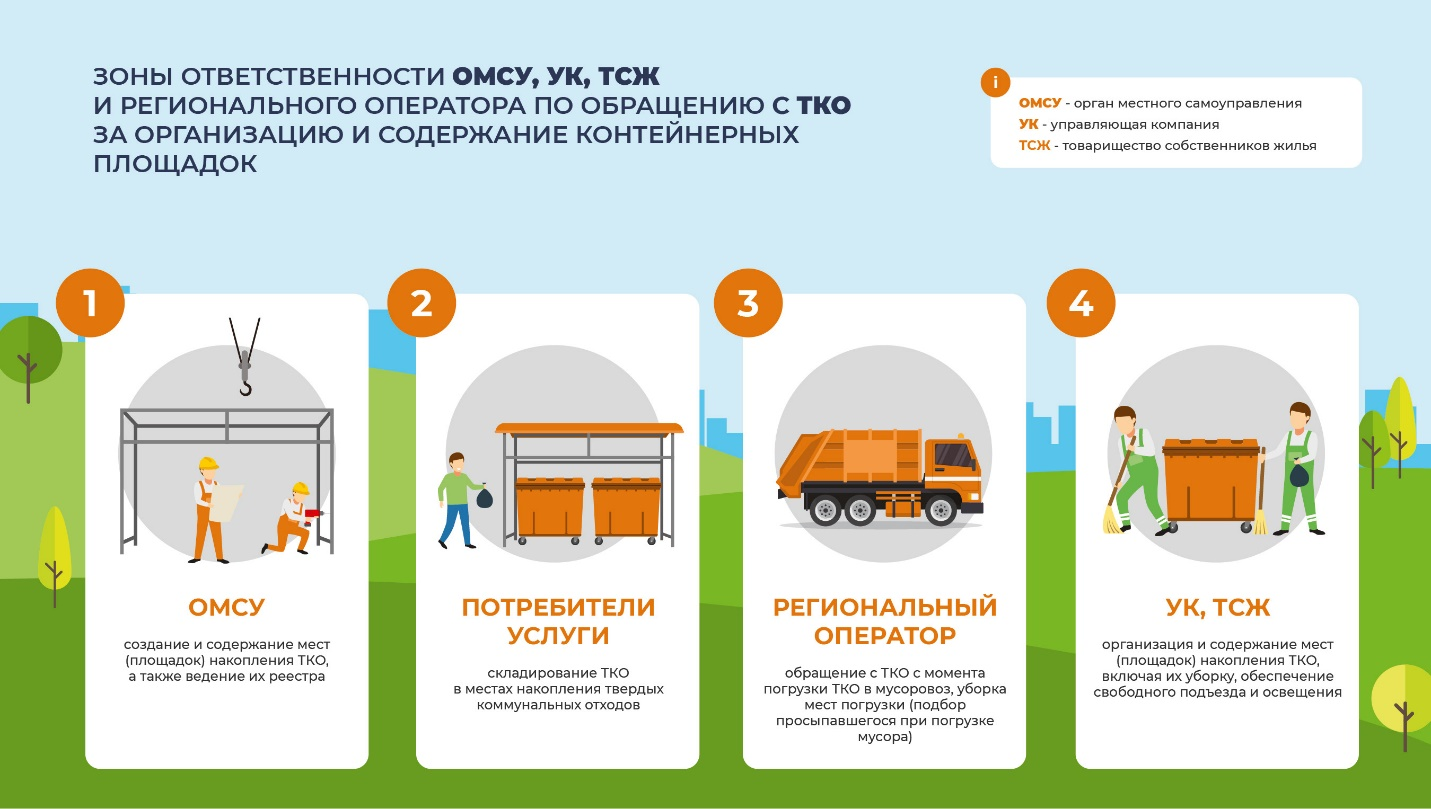 ЗОНЫ ОТВЕТСТВЕННОСТИ ОМСУ, УК, ТСЖ
И РЕГИОНАЛЬНОГО ОПЕРАТОРА ПО ОБРАЩЕНИЮ С ТКО
ЗА ОРГАНИЗАЦИЮ И СОДЕРЖАНИЕ КОНТЕЙНЕРНЫХ
ПЛОЩАДОК
i
ОМСУ - орган местного самоуправления
УК - управляющая компания
ТСЖ - товарищество собственников жилья
1
ОМСУ
создание и содержание мест
(площадок) накопления ТКО,
а также ведение их реестра
2
ПОТРЕБИТЕЛИ
УСЛУГИ
складирование ТКО
в местах накопления твердых
коммунальных отходов
3
РЕГИОНАЛЬНЫЙ
ОПЕРАТОР
обращение с ТКО с момента
погрузки ТКО в мусоровоз, уборка
мест погрузки (подбор
просыпавшегося при погрузке
мусора)
4
УК, ТСЖ
организация и содержание мест
(площадок) накопления ТКО,
включая их уборку, обеспечение
свободного подъезда и освещения